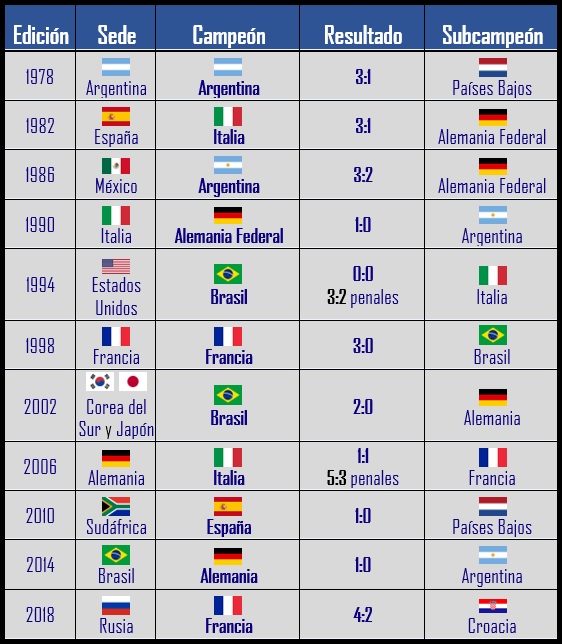 Edición Sede Campeón Resultado Subcampeón
1978 Argentina Argentina 3:1 Países Bajos
1982 España Italia 3:1 Alemania Federal
1986 México Argentina 3:2 Alemania Federal
1990 Italia Alemania Federal 1:0 Argentina
1994 Estados Unidos Brasil 0:0 3:2 penales Italia
1998 Francia Francia 3:0 Brasil
2002 Corea del Sur y Japón Brasil 2:0 Alemania
2006 Alemania Italia 1:1 5:3 penales Francia
2010 Sudáfrica España 1:0 Países Bajos
2014 Brasil Alemania 1:0 Argentina
2018 Rusia Francia 4:2 Croacia